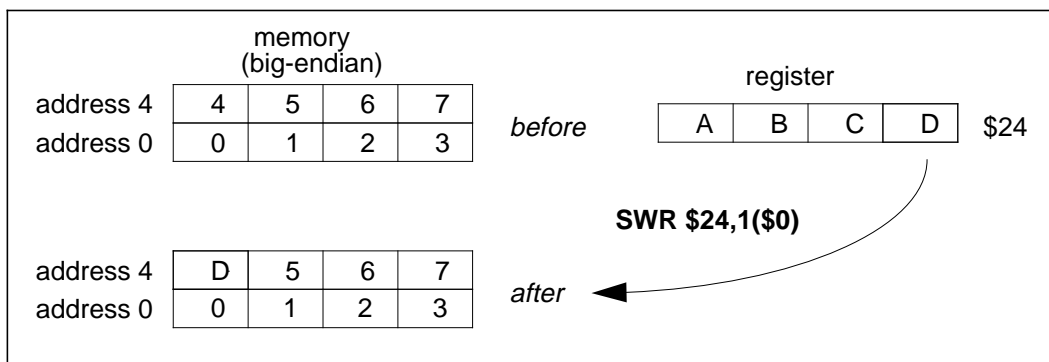 memory
(big-endian)
register
address 4 4 5 6 7
address 0 0 1 2 3
before
A B C D $24
SWR $24,1($0)
address 4 D 5 6 7
address 0 0 1 2 3
after